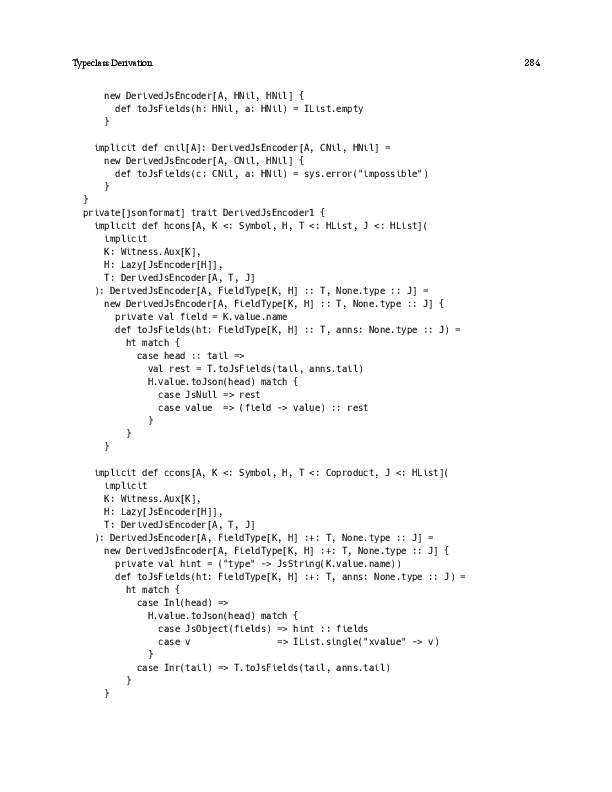 Typeclass Derivation 284
new DerivedJsEncoder[A, HNil, HNil] {
def toJsFields(h: HNil, a: HNil) = IList.empty
}
implicit def cnil[A]: DerivedJsEncoder[A, CNil, HNil] =
new DerivedJsEncoder[A, CNil, HNil] {
def toJsFields(c: CNil, a: HNil) = sys.error("impossible")
}
}
private[jsonformat] trait DerivedJsEncoder1 {
implicit def hcons[A, K <: Symbol, H, T <: HList, J <: HList](
implicit
K: Witness.Aux[K],
H: Lazy[JsEncoder[H]],
T: DerivedJsEncoder[A, T, J]
): DerivedJsEncoder[A, FieldType[K, H] :: T, None.type :: J] =
new DerivedJsEncoder[A, FieldType[K, H] :: T, None.type :: J] {
private val field = K.value.name
def toJsFields(ht: FieldType[K, H] :: T, anns: None.type :: J) =
ht match {
case head :: tail =>
val rest = T.toJsFields(tail, anns.tail)
H.value.toJson(head) match {
case JsNull => rest
case value  => (field -> value) :: rest
}
}
}
implicit def ccons[A, K <: Symbol, H, T <: Coproduct, J <: HList](
implicit
K: Witness.Aux[K],
H: Lazy[JsEncoder[H]],
T: DerivedJsEncoder[A, T, J]
): DerivedJsEncoder[A, FieldType[K, H] :+: T, None.type :: J] =
new DerivedJsEncoder[A, FieldType[K, H] :+: T, None.type :: J] {
private val hint = ("type" -> JsString(K.value.name))
def toJsFields(ht: FieldType[K, H] :+: T, anns: None.type :: J) =
ht match {
case Inl(head) =>
H.value.toJson(head) match {
case JsObject(fields) => hint :: fields
case v                => IList.single("xvalue" -> v)
}
case Inr(tail) => T.toJsFields(tail, anns.tail)
}
}